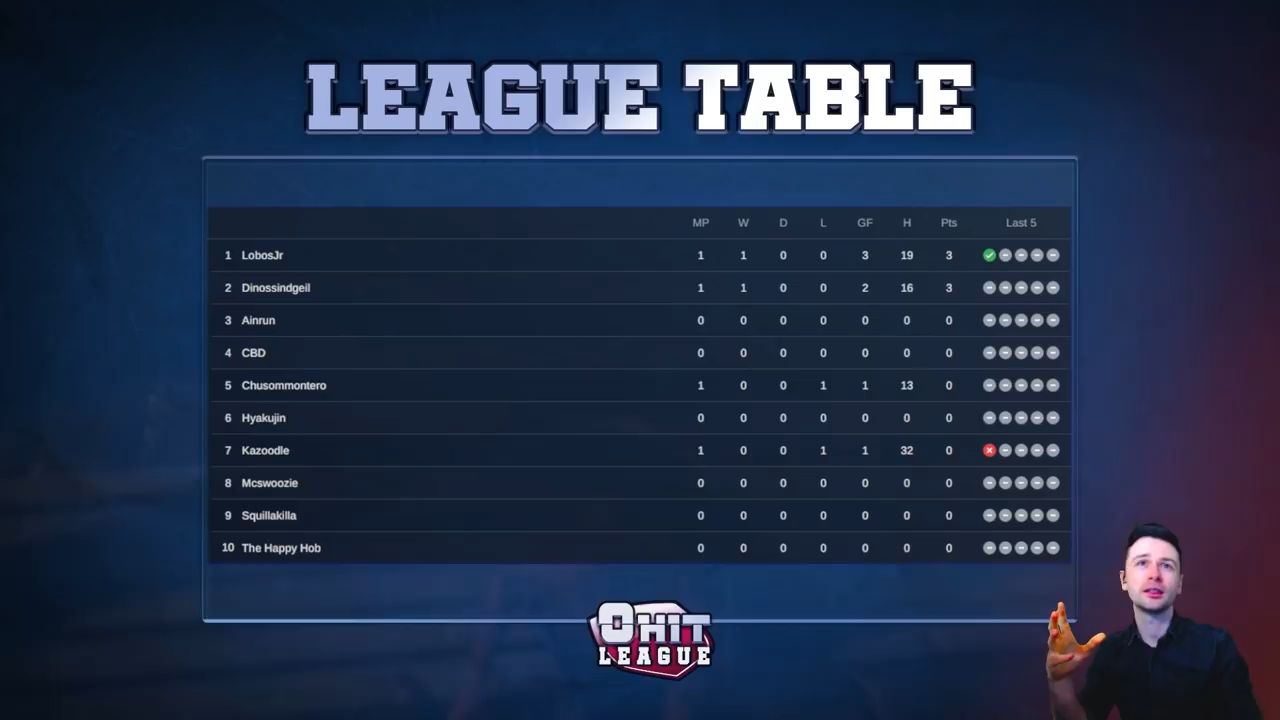 LEAGUE TABLE
MP W D L GF H Pts Last 5
1 LobosJr 1 1 0 0 3 19 3
2 Dinossindgeil 1 1 0 0 2 16 3
3 Ainrun 0 0 0 0 0 0 0
4 CBD 0 0 0 0 0 0 0
5 Chusommontero 1 0 0 1 1 13 0
6 Hyakujin 0 0 0 0 0 0 0
7 Kazoodle 1 0 0 1 1 32 0
8 Mcswoozie 0 0 0 0 0 0 0
9 Squillakilla 0 0 0 0 0 0 0
10 The Happy Hob 0 0 0 0 0 0 0
0HIT
LEAGUE